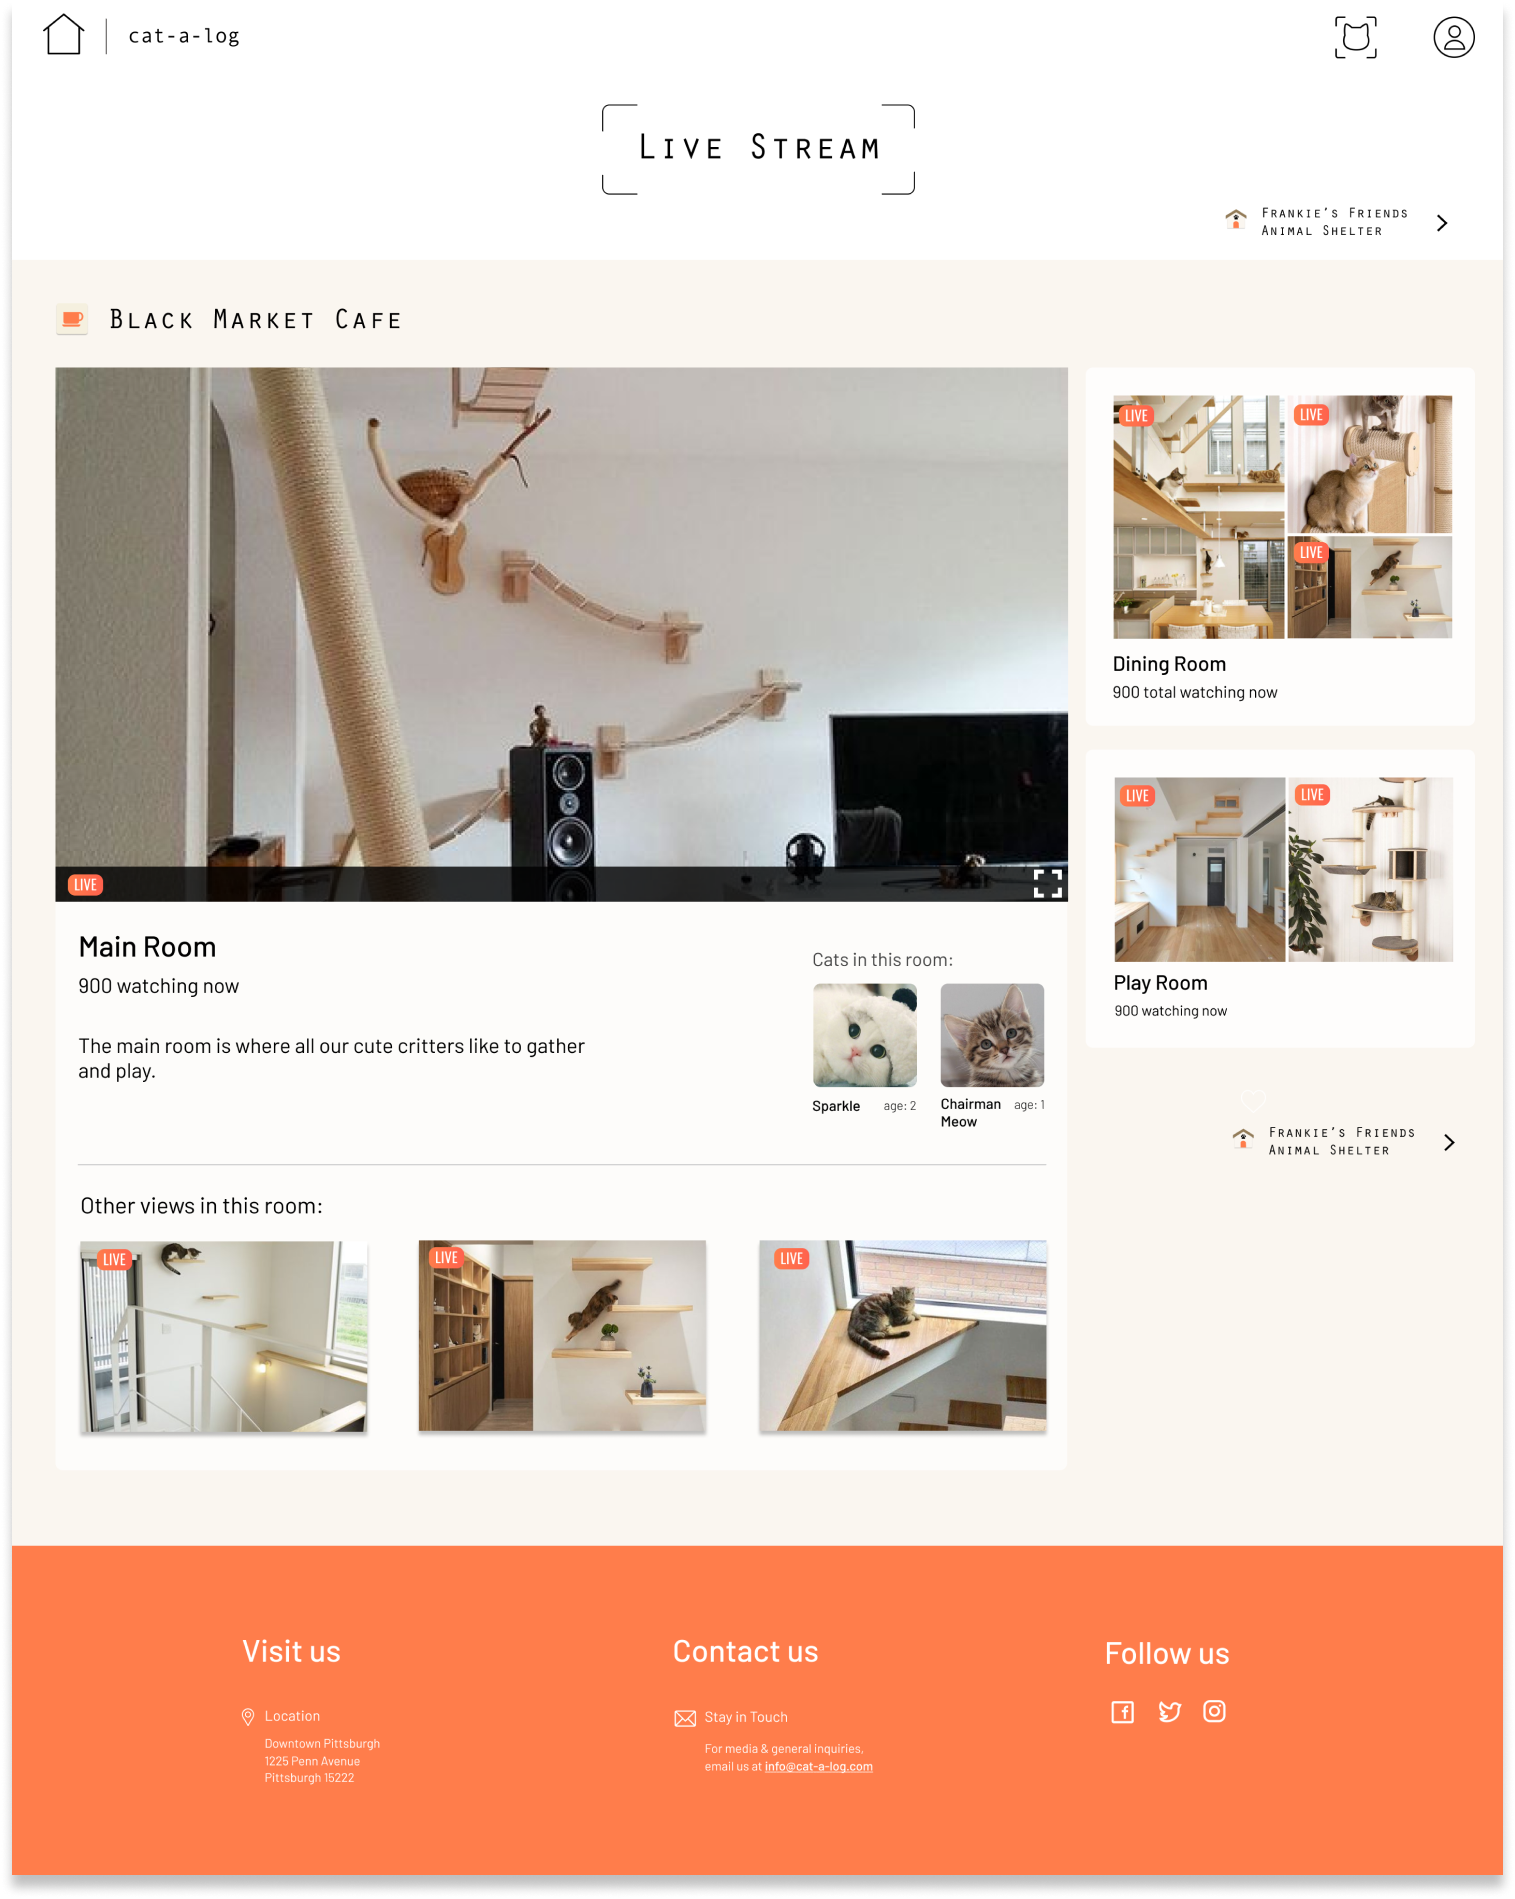 cat-a-log
Live Stream
Frankie's Friends
Animal Shelter
Black Market Cafe
LIVE
Main Room
900 watching now
The main room is where all our cute critters like to gather
and play.
Cats in this room:
Sparkle age: 2
Chairman age: 1
Meow
Other views in this room:
LIVE
LIVE
LIVE
LIVE
LIVE
LIVE
Dining Room
900 total watching now
LIVE
LIVE
Play Room
900 watching now
Frankie's Friends
Animal Shelter
Visit us
Location
Downtown Pittsburgh
1225 Penn Avenue
Pittsburgh 15222
Contact us
Stay in Touch
For media & general inquiries,
email us at info@cat-a-log.com
Follow us